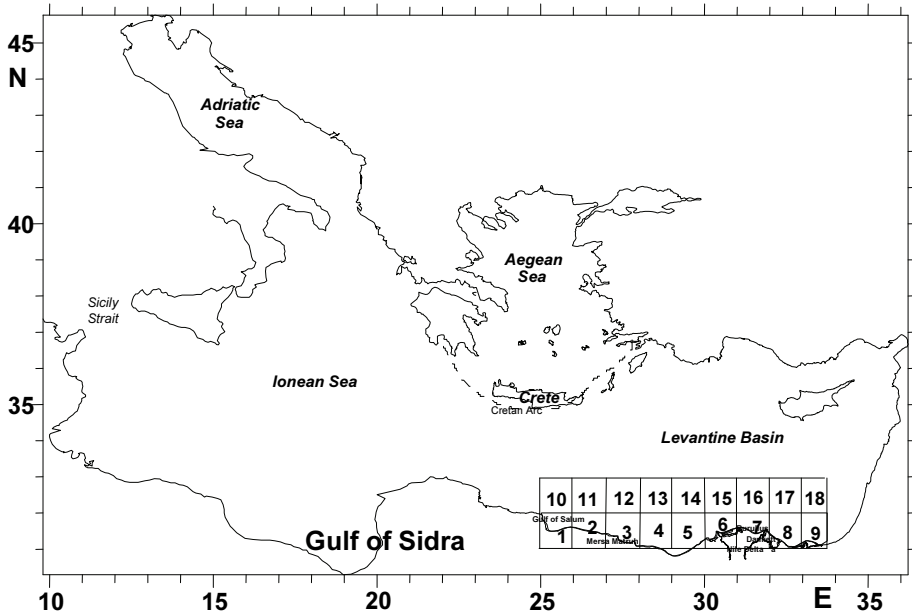 45
N
Adriatic
Sea
40
Aegean
Sea
Sicily
Strait
Ionean Sea
35
Crete
Cretan Arc
Levantine Basin
10 11 12 13 14 15 16 17 18
Gulf of Salum
1 2 3 4 5 6 7 8 9
Mersa Matruh
Nile Delta
Gulf of Sidra
10 15 20 25 30 E 35